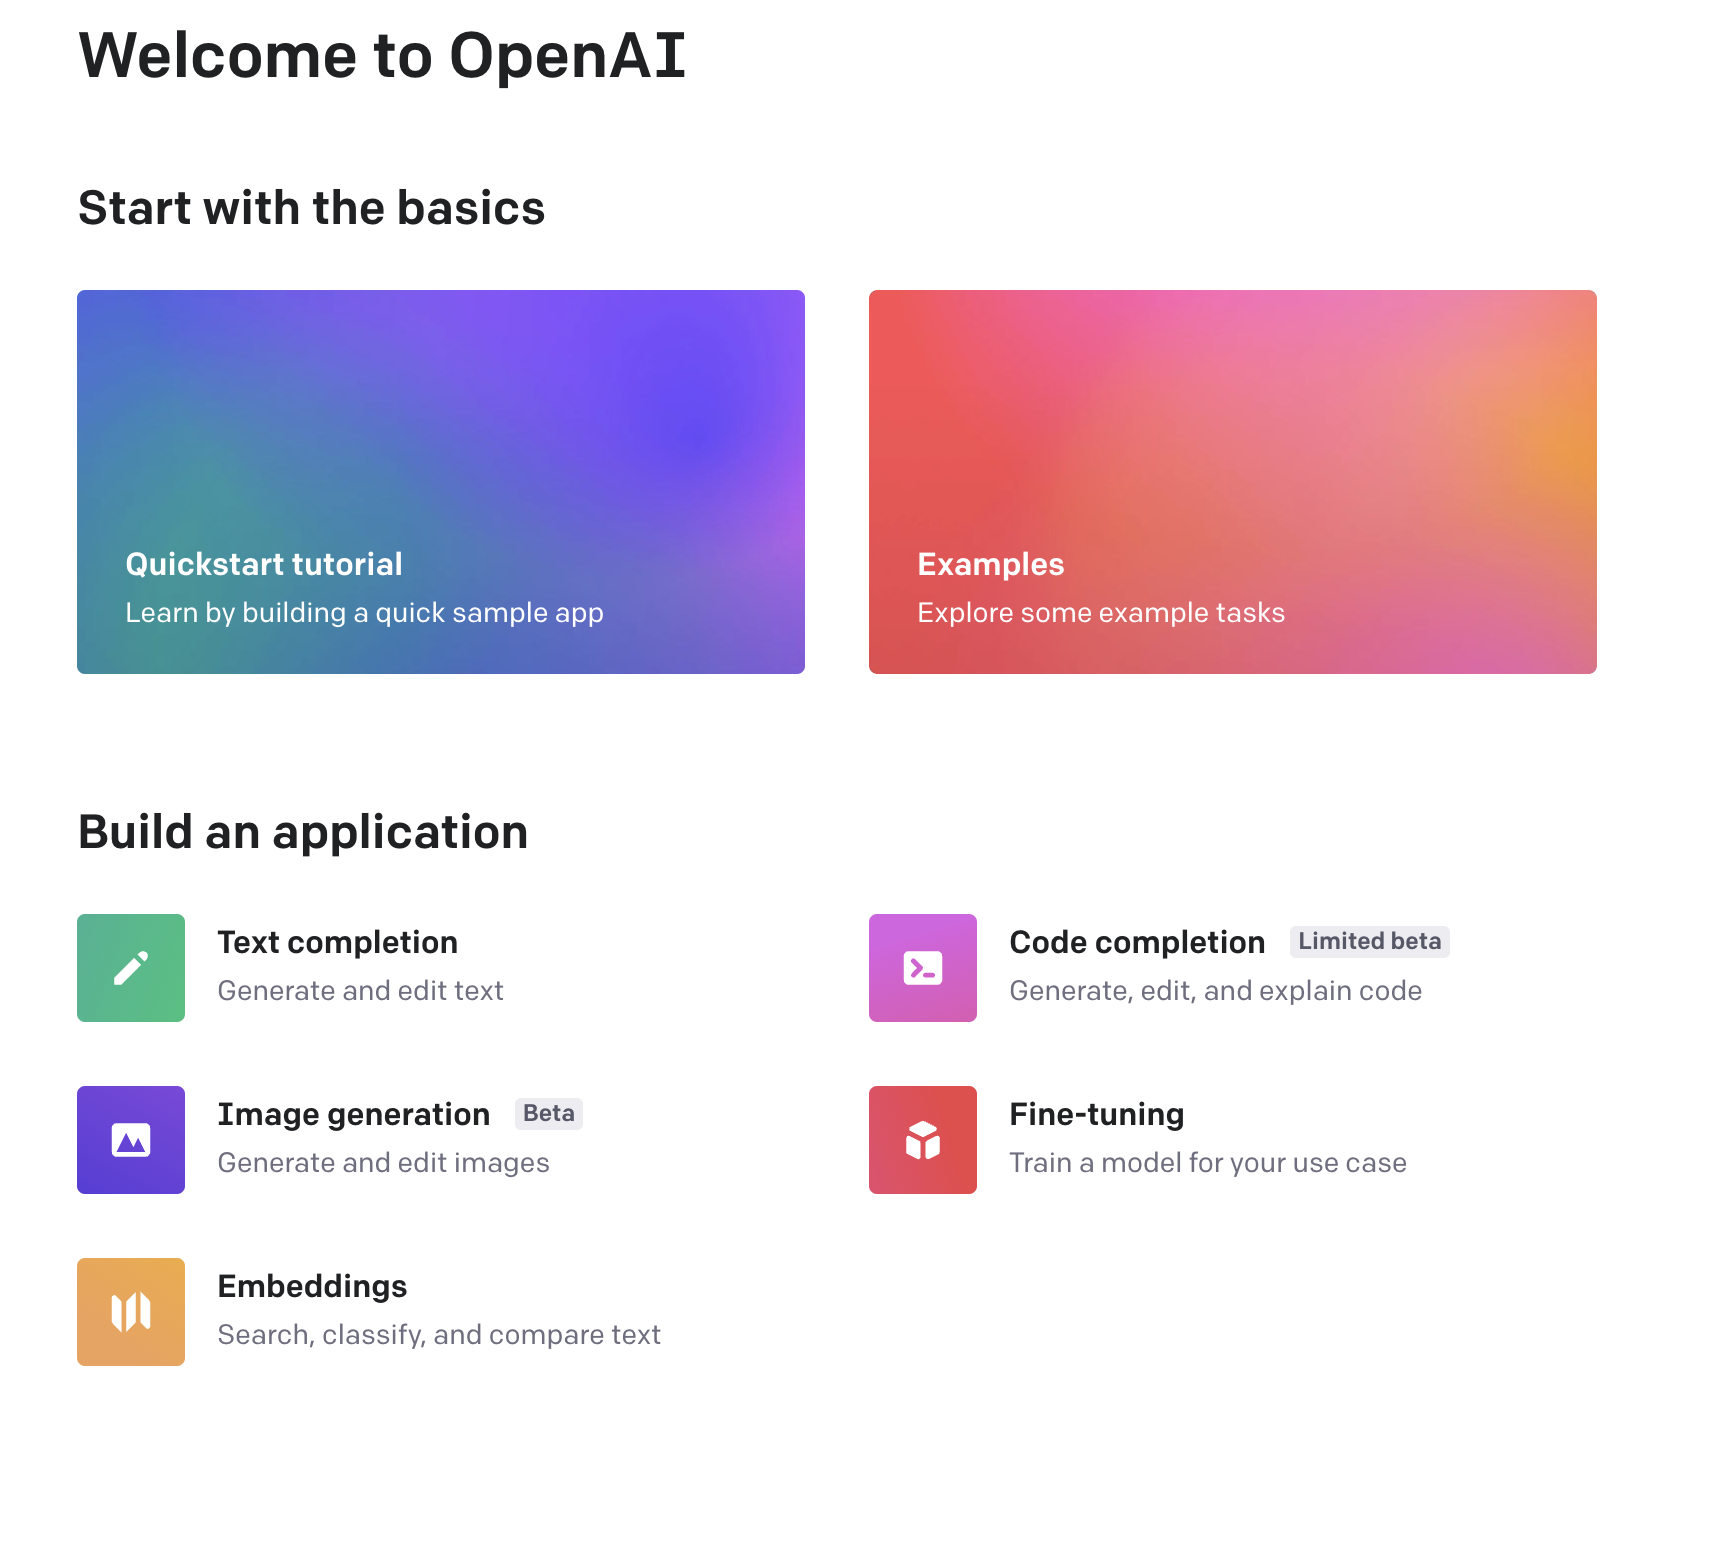 Welcome to OpenAI
Start with the basics
Quickstart tutorial
Learn by building a quick sample app
Examples
Explore some example tasks
Build an application
Text completion
Generate and edit text
Code completion Limited beta
Generate, edit, and explain code
Image generation Beta
Generate and edit images
Fine-tuning
Train a model for your use case
Embeddings
Search, classify, and compare text